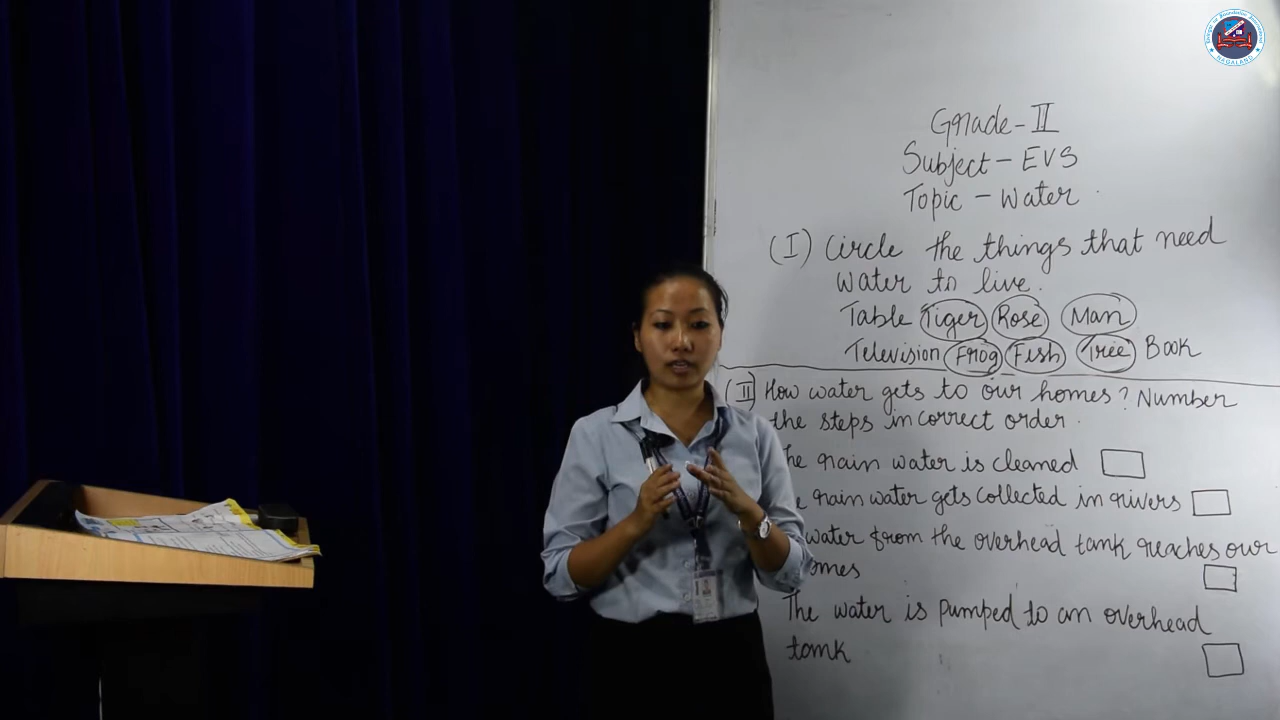 Grade - II
Subject - EVS
Topic - Water
(I) Circle the things that need
water to live.
Table Tiger Rose Man
Television Frog Fish Tree Book
(II) How water gets to our homes? Number
the steps in correct order.
rain water is cleaned
rain water gets collected in rivers
water from the overhead tank reaches our
The water is pumped to an overhead
tank
NAGALAND